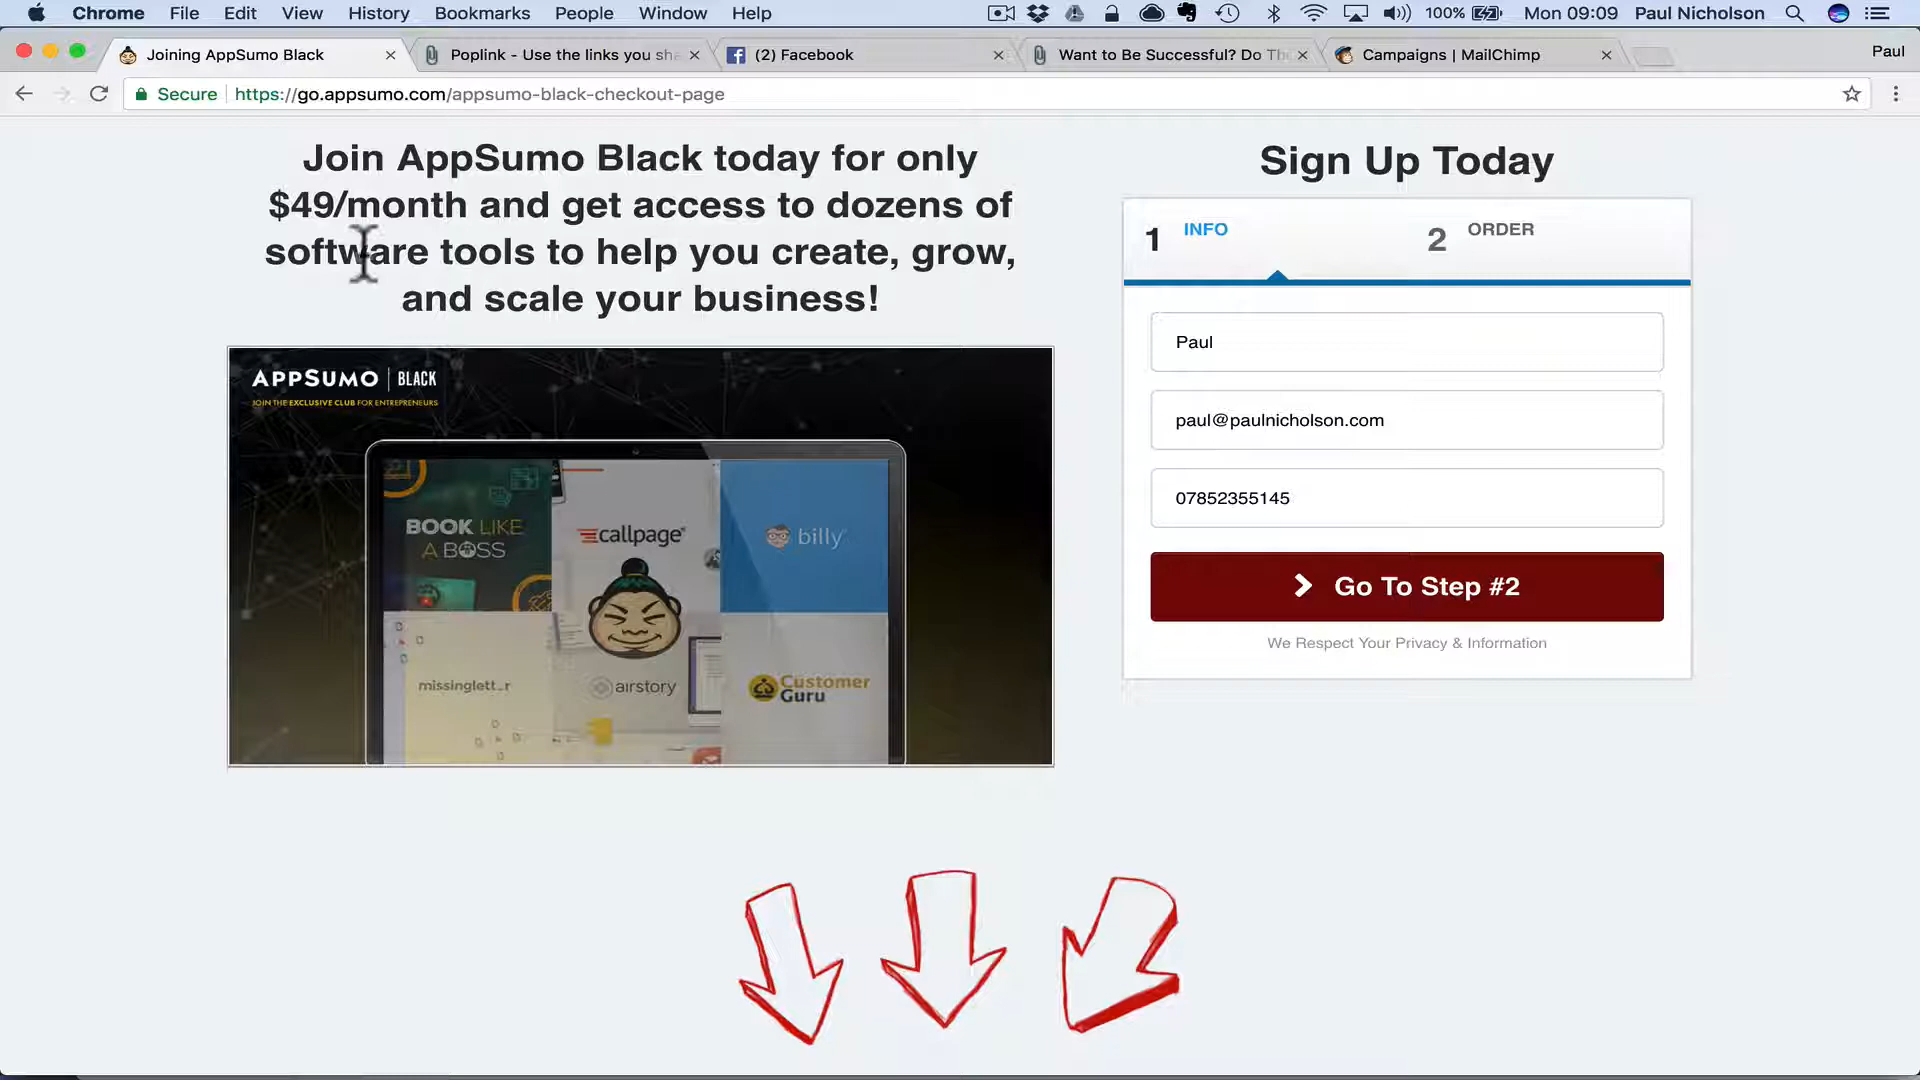 Chrome File Edit View History Bookmarks People Window Help 100% Mon 09:09 Paul Nicholson
Joining AppSumo Black Poplink - Use the links you sha (2) Facebook Want to Be Successful? Do The Campaigns | MailChimp Paul
Secure https://go.appsumo.com/appsumo-black-checkout-page
Join AppSumo Black today for only
$49/month and get access to dozens of
software tools to help you create, grow,
and scale your business!
APPSUMO | BLACK
JOIN THE EXCLUSIVE CLUB FOR ENTREPRENEURS
BOOK LIKE
A BOSS
callpage
billy
missinglett_r
airstory
Customer
Guru
Sign Up Today
1 INFO 2 ORDER
Paul
paul@paulnicholson.com
07852355145
Go To Step #2
We Respect Your Privacy & Information